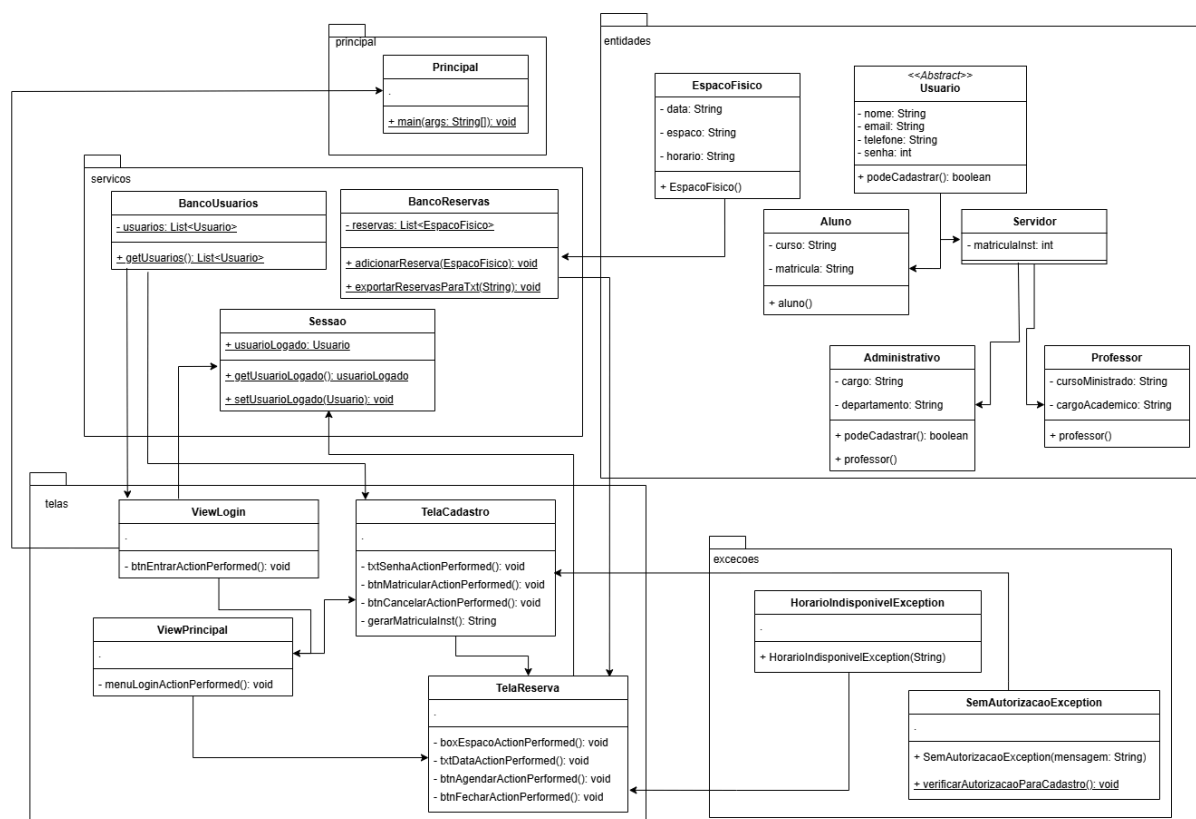 principal
Principal
.
+ main(args: String[]): void
entidades
EspacoFisico
- data: String
- espaco: String
- horario: String
+ EspacoFisico()
<<Abstract>>
Usuario
- nome: String
- email: String
- telefone: String
- senha: int
+ podeCadastrar(): boolean
Aluno
- curso: String
- matricula: String
+ aluno()
Servidor
- matriculaInst: int
Administrativo
- cargo: String
- departamento: String
+ podeCadastrar(): boolean
+ professor()
Professor
- cursoMinistrado: String
- cargoAcademico: String
+ professor()
servicos
BancoUsuarios
- usuarios: List<Usuario>
+ getUsuarios(): List<Usuario>
BancoReservas
- reservas: List<EspacoFisico>
+ adicionarReserva(EspacoFisico): void
+ exportarReservasParaTxt(String): void
Sessao
+ usuarioLogado: Usuario
+ getUsuarioLogado(): usuarioLogado
+ setUsuarioLogado(Usuario): void
telas
ViewLogin
.
- btnEntrarActionPerformed(): void
TelaCadastro
.
- txtSenhaActionPerformed(): void
- btnMatricularActionPerformed(): void
- btnCancelarActionPerformed(): void
- gerarMatriculaInst(): String
ViewPrincipal
.
- menuLoginActionPerformed(): void
TelaReserva
.
- boxEspacoActionPerformed(): void
- txtDataActionPerformed(): void
- btnAgendarActionPerformed(): void
- btnFecharActionPerformed(): void
excecoes
HorarioIndisponivelException
.
+ HorarioIndisponivelException(String)
SemAutorizacaoException
.
+ SemAutorizacaoException(mensagem: String)
+ verificarAutorizacaoParaCadastro(): void